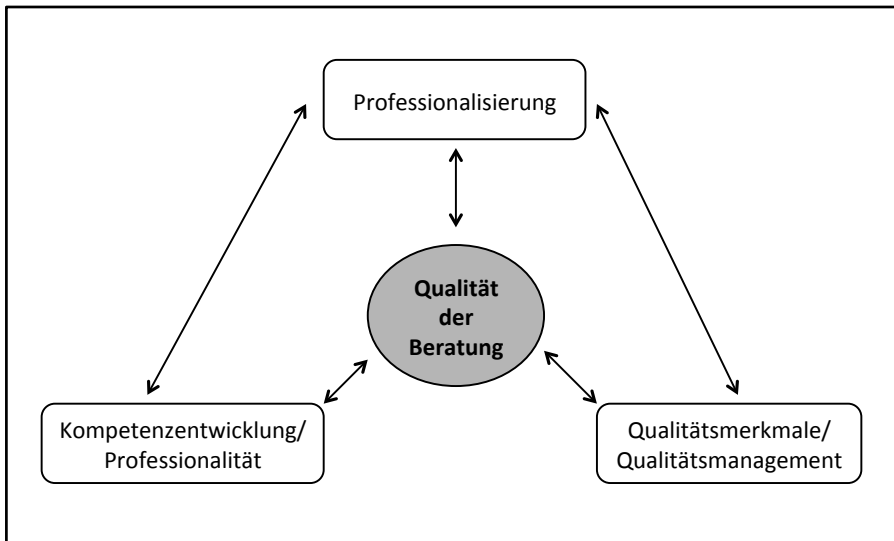 Professionalisierung
Qualität
der
Beratung
Kompetenzentwicklung/
Professionalität
Qualitätsmerkmale/
Qualitätsmanagement